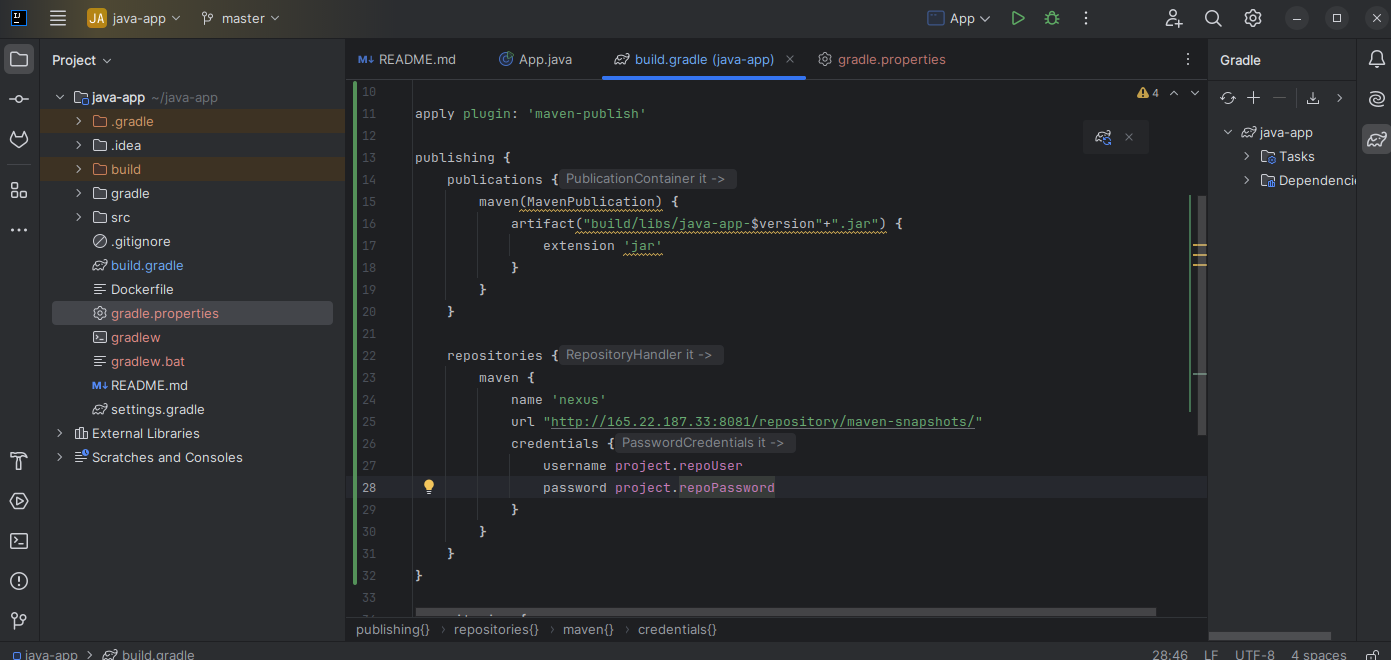 JA java-app master App
Project
java-app ~/java-app
.gradle
.idea
build
gradle
src
.gitignore
build.gradle
Dockerfile
gradle.properties
gradlew
gradlew.bat
M↓ README.md
settings.gradle
External Libraries
Scratches and Consoles
M↓ README.md App.java build.gradle (java-app) gradle.properties
4
10
11 apply plugin: 'maven-publish'
12
13 publishing {
14 publications { PublicationContainer it ->
15 maven(MavenPublication) {
16 artifact("build/libs/java-app-$version"+".jar") {
17 extension 'jar'
18 }
19 }
20 }
21
22 repositories { RepositoryHandler it ->
23 maven {
24 name 'nexus'
25 url "http://165.22.187.33:8081/repository/maven-snapshots/"
26 credentials { PasswordCredentials it ->
27 username project.repoUser
28 password project.repoPassword
29 }
30 }
31 }
32 }
33
publishing{} › repositories{} › maven{} › credentials{}
Gradle
java-app
Tasks
Dependencie
java-app > build.gradle
28:46 LF UTF-8 4 spaces